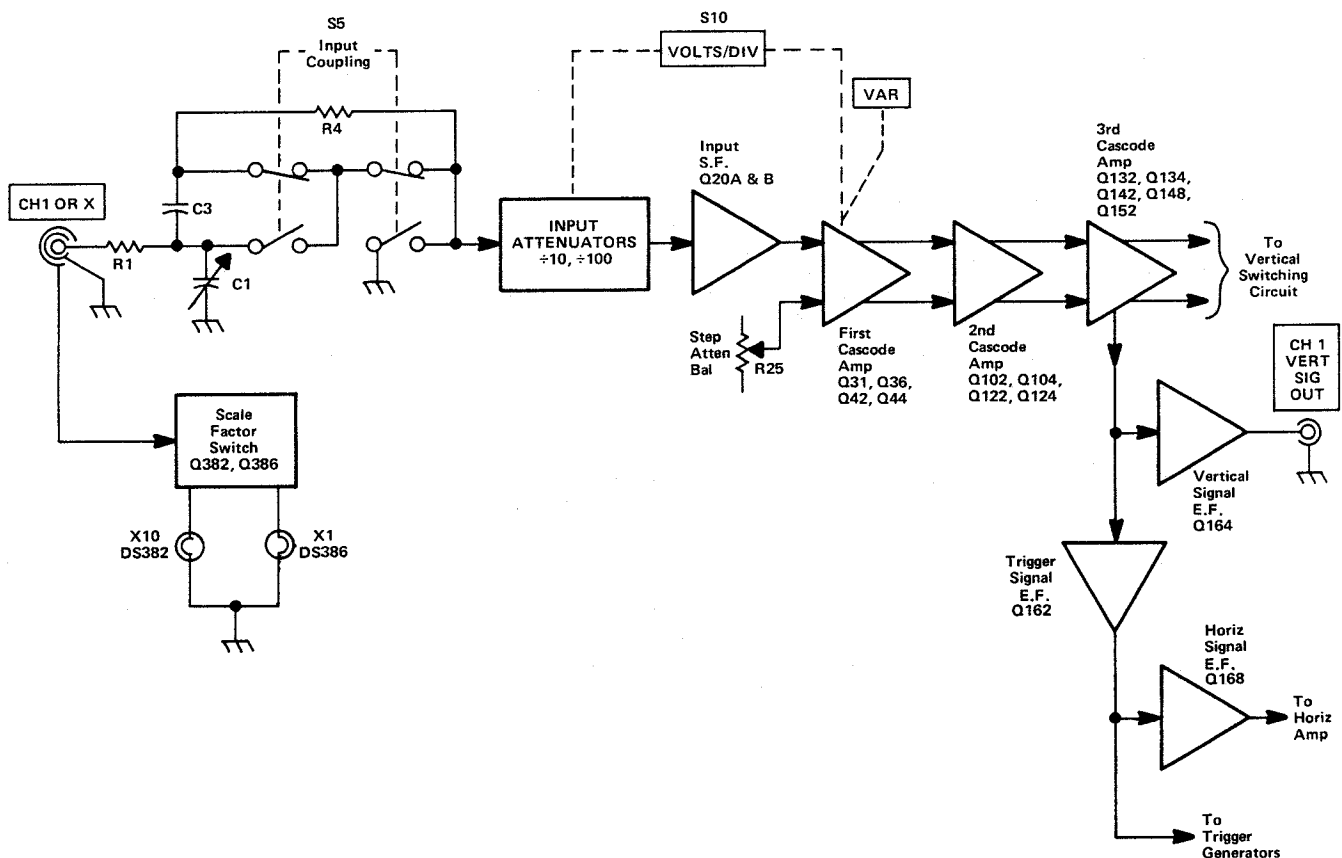 S5
Input
Coupling
S10
VOLTS/DIV
VAR
R4
CH1 OR X
C3
R1
C1
INPUT
ATTENUATORS
÷10, ÷100
Input
S.F.
Q20A & B
3rd
Cascode
Amp
Q132, Q134,
Q142, Q148,
Q152
To
Vertical
Switching
Circuit
Step
Atten
Bal
R25
First
Cascode
Amp
Q31, Q36,
Q42, Q44
2nd
Cascode
Amp
Q102, Q104,
Q122, Q124
CH 1
VERT
SIG
OUT
Scale
Factor
Switch
Q382, Q386
Vertical
Signal
E.F.
Q164
X10
DS382
X1
DS386
Trigger
Signal
E.F.
Q162
Horiz
Signal
E.F.
Q168
To
Horiz
Amp
To
Trigger
Generators